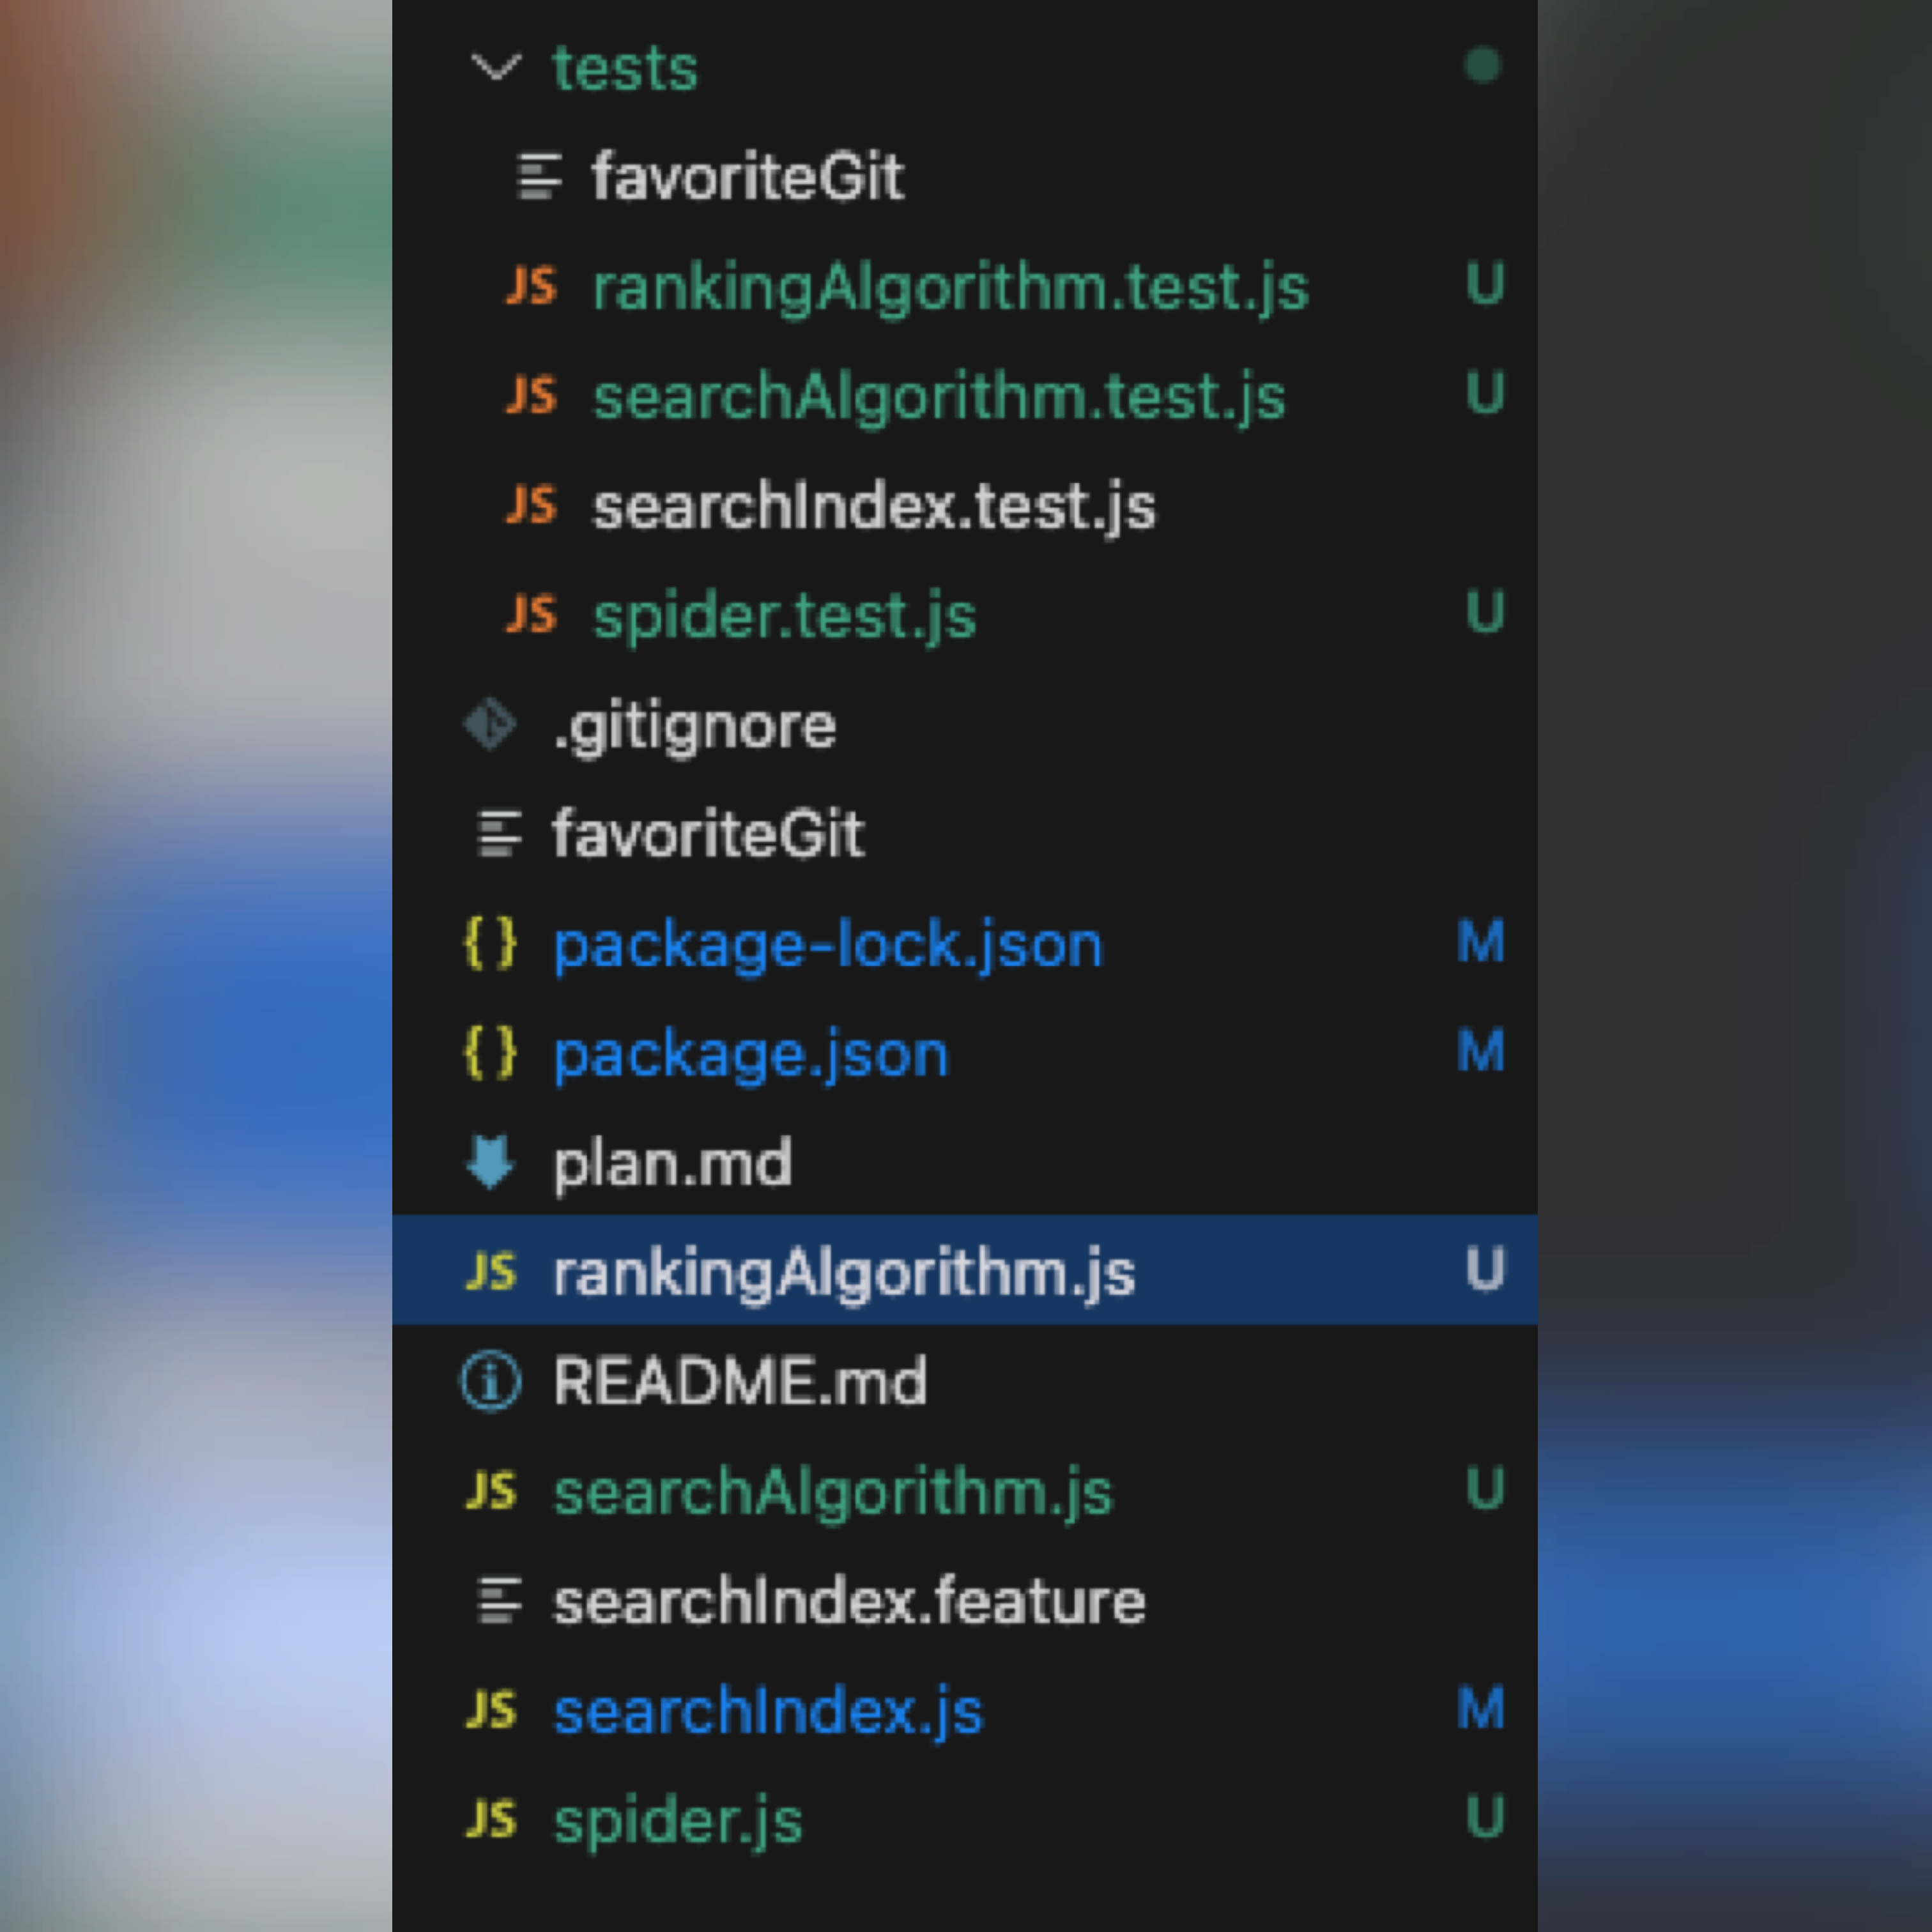 tests
favoriteGit
JS rankingAlgorithm.test.js U
JS searchAlgorithm.test.js U
JS searchIndex.test.js
JS spider.test.js U
.gitignore
favoriteGit
{} package-lock.json M
{} package.json M
plan.md
JS rankingAlgorithm.js U
README.md
JS searchAlgorithm.js U
searchIndex.feature
JS searchIndex.js M
JS spider.js U